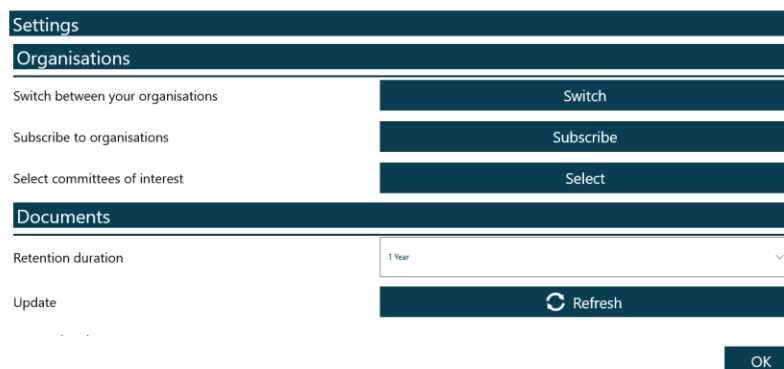 Settings
Organisations
Switch between your organisations Switch
Subscribe to organisations Subscribe
Select committees of interest Select
Documents
Retention duration 1 Year
Update Refresh
OK